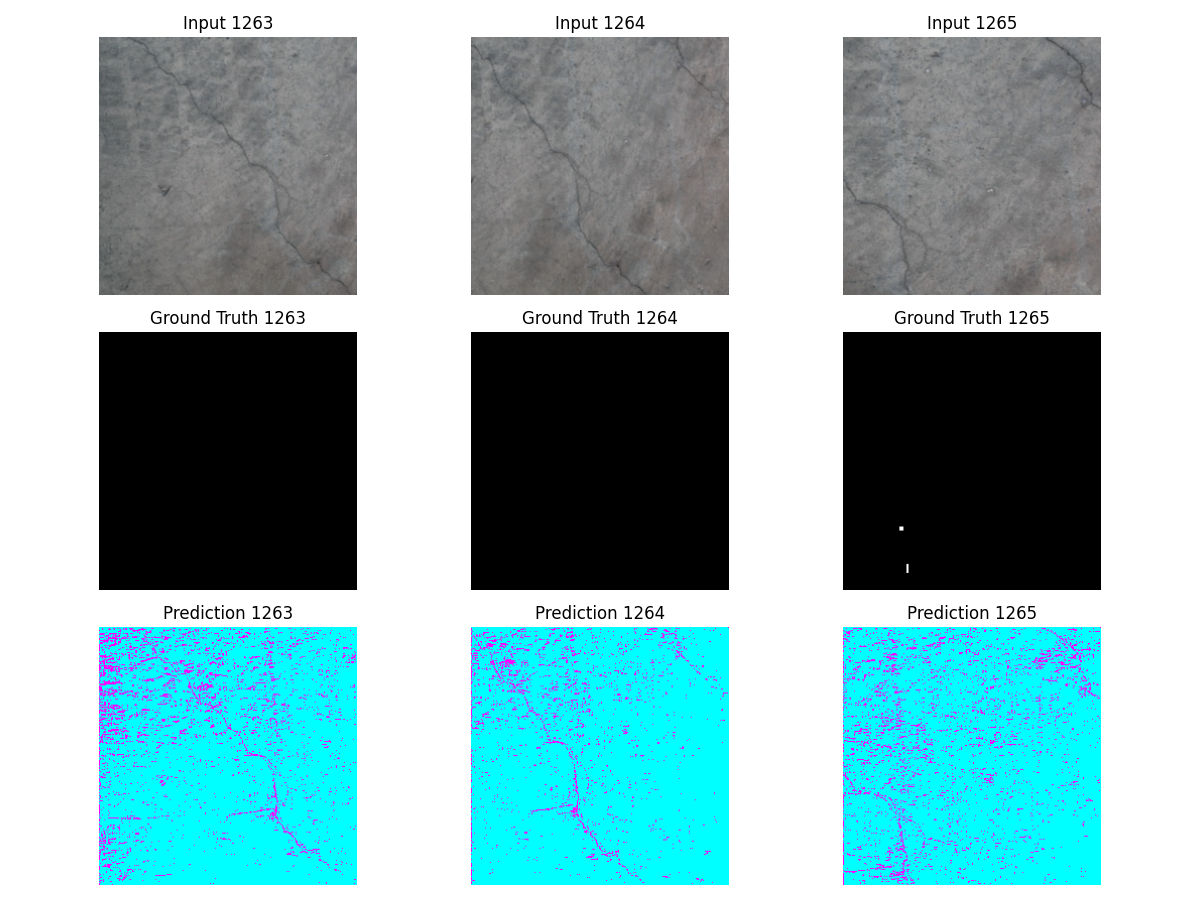 Input 1263
Input 1264
Input 1265
Ground Truth 1263
Ground Truth 1264
Ground Truth 1265
Prediction 1263
Prediction 1264
Prediction 1265